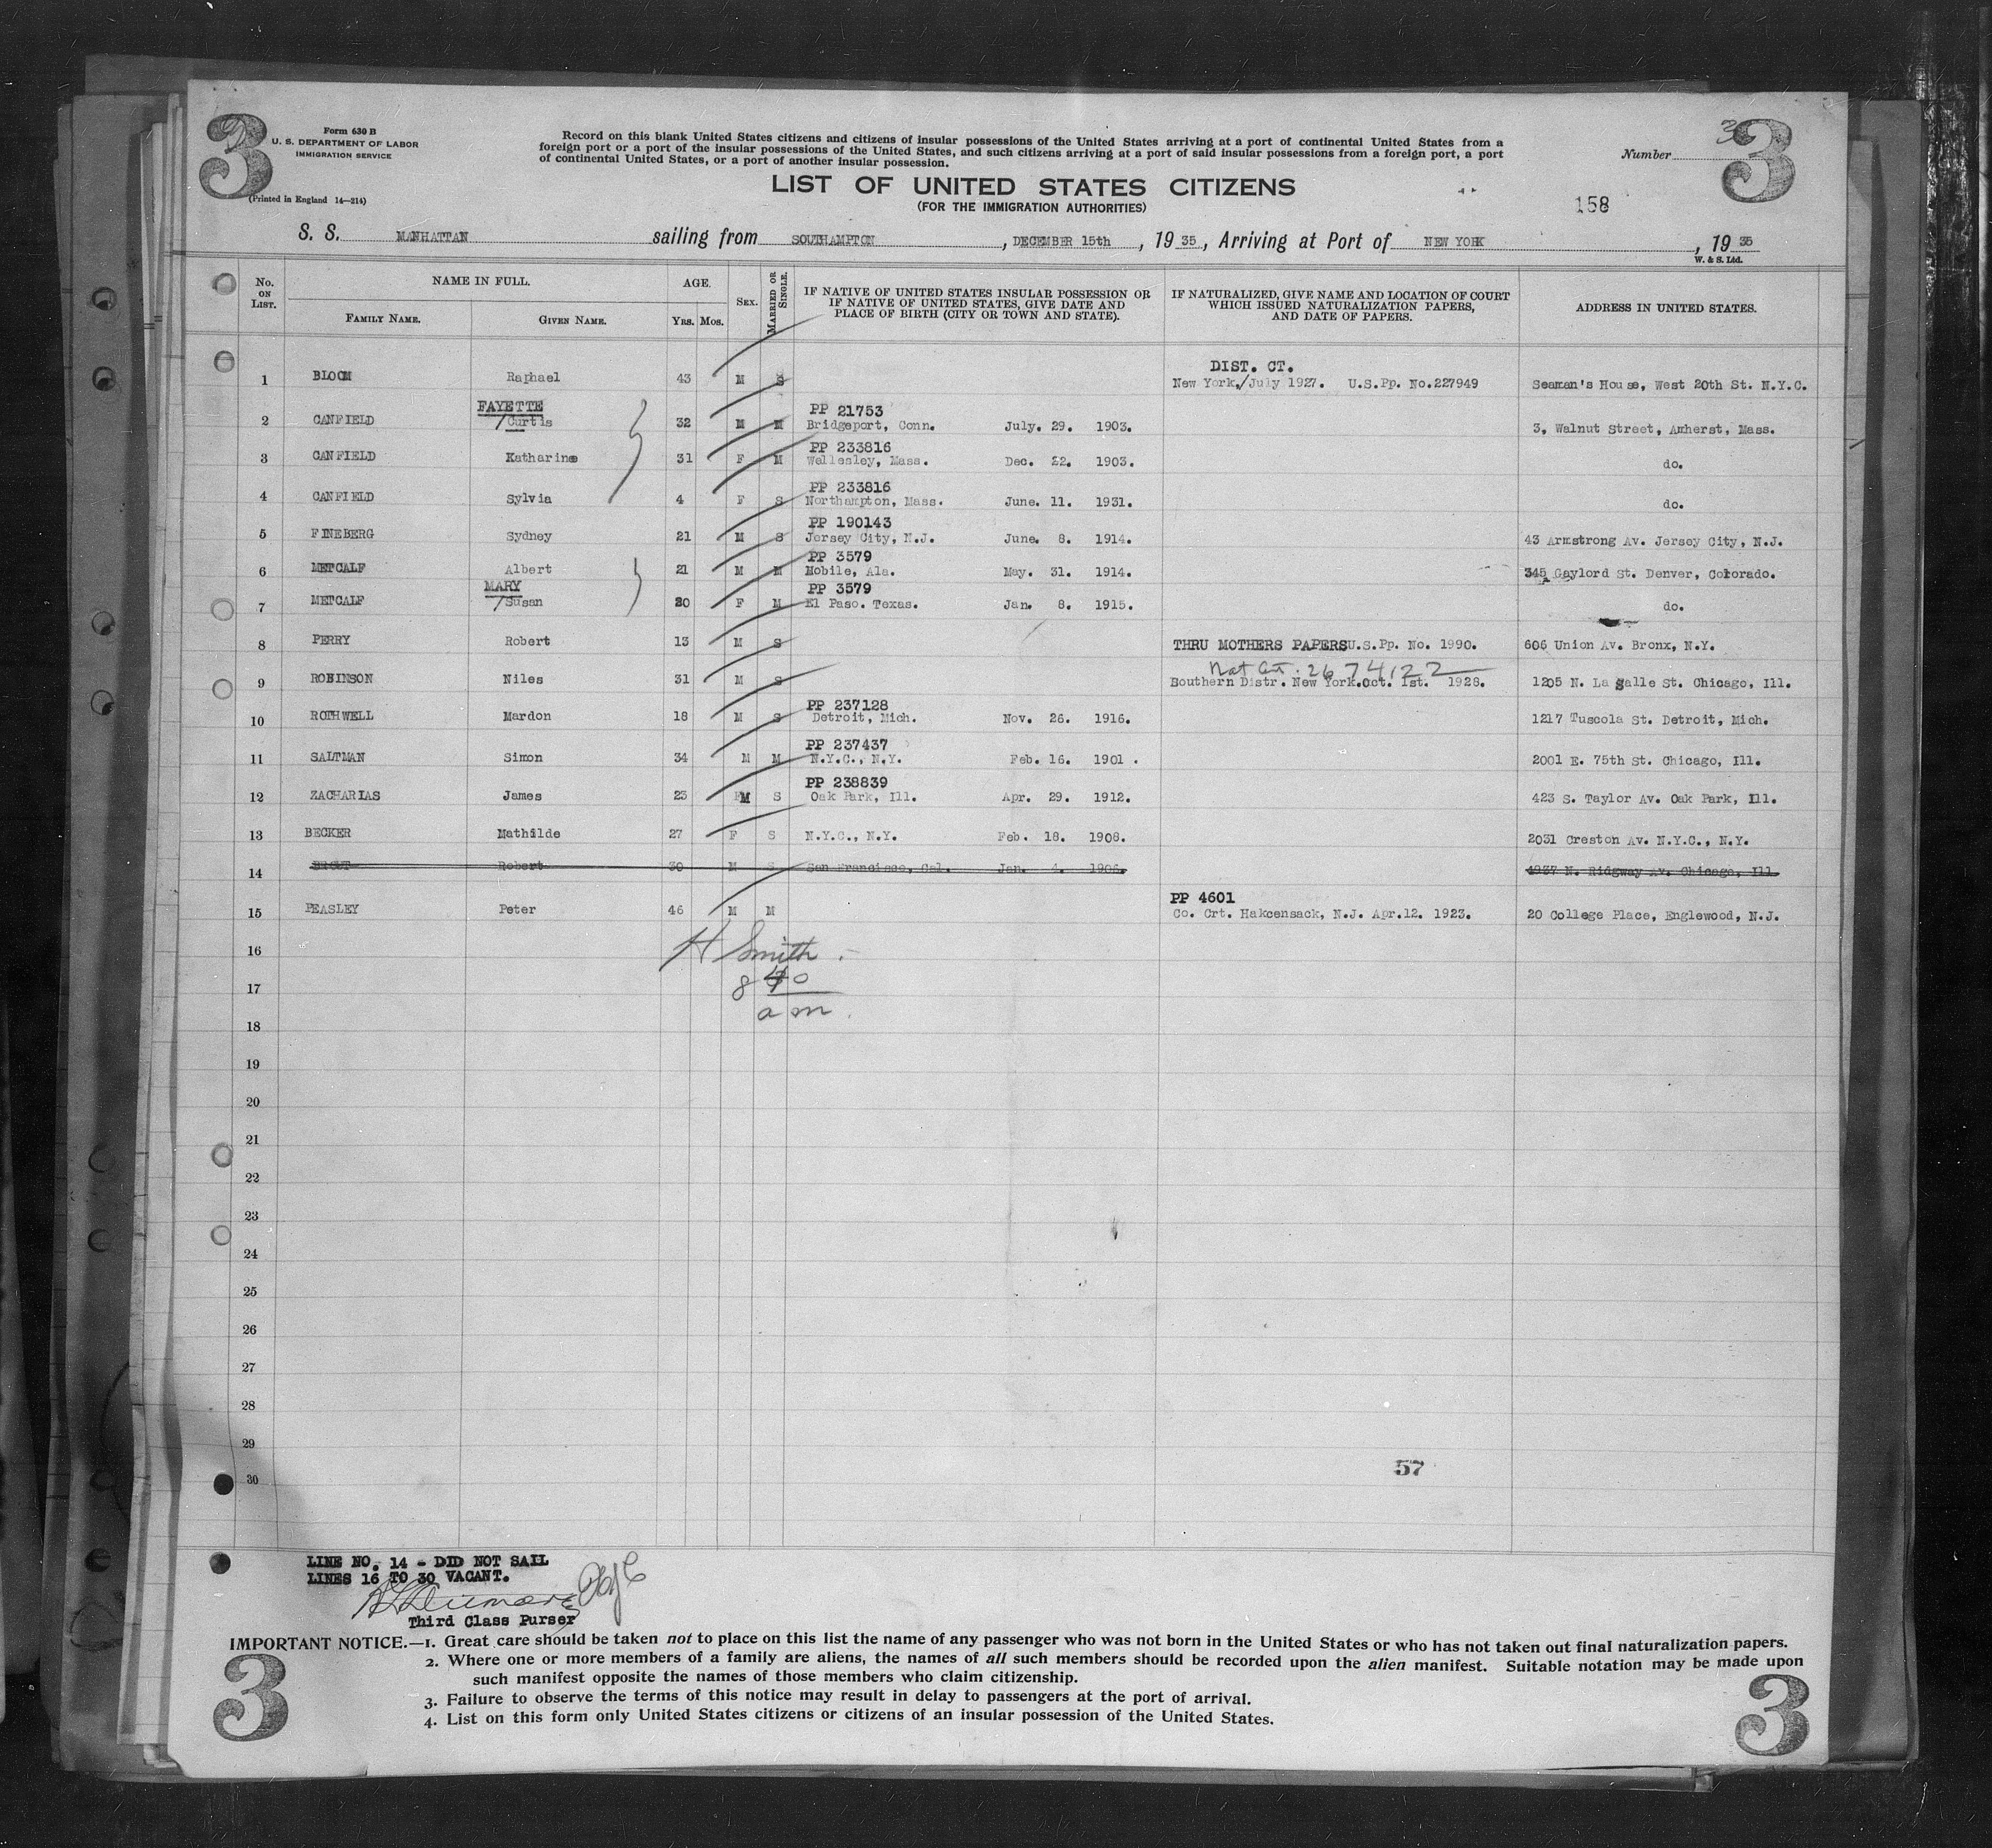 3
Form 630 B
U. S. DEPARTMENT OF LABOR
IMMIGRATION SERVICE
(Printed in England 14—214)
Record on this blank United States citizens and citizens of insular possessions of the United States arriving at a port of continental United States from a
foreign port or a port of the insular possessions of the United States, and such citizens arriving at a port of said insular possessions from a foreign port, a port
of continental United States, or a port of another insular possession.
Number 3
3
LIST OF UNITED STATES CITIZENS
(FOR THE IMMIGRATION AUTHORITIES)
158
S. S. MANHATTAN sailing from SOUTHAMPTON, DECEMBER 15th, 19 35, Arriving at Port of NEW YORK, 19 35
W. & S. Ltd.
No. ON LIST. NAME IN FULL. AGE. SEX. MARRIED OR SINGLE. IF NATIVE OF UNITED STATES INSULAR POSSESSION OR IF NATIVE OF UNITED STATES, GIVE DATE AND PLACE OF BIRTH (CITY OR TOWN AND STATE). IF NATURALIZED, GIVE NAME AND LOCATION OF COURT WHICH ISSUED NATURALIZATION PAPERS, AND DATE OF PAPERS. ADDRESS IN UNITED STATES.
FAMILY NAME. GIVEN NAME. YRS. MOS.
DIST. CT.
1 BLOOM Raphael 43 M S New York,/July 1927. U.S.Pp. No.227949 Seaman's House, West 20th St. N.Y.C.
FAYETTE PP 21753
2 CANFIELD /Curtis 32 M M Bridgeport, Conn. July. 29. 1903. 3, Walnut Street, Amherst, Mass.
PP 233816
3 CANFIELD Katharine 31 F M Wellesley, Mass. Dec. 22. 1903. do.
PP 233816
4 CANFIELD Sylvia 4 F S Northampton, Mass. June. 11. 1931. do.
PP 190143
5 FINEBERG Sydney 21 M S Jersey City, N.J. June. 8. 1914. 43 Armstrong Av. Jersey City, N.J.
PP 3579
6 METCALF Albert 21 M M Mobile, Ala. May. 31. 1914. 345 Gaylord St. Denver, Colorado.
MARY PP 3579
7 METCALF /Susan 20 F M El Paso. Texas. Jan. 8. 1915. do.
8 PERRY Robert 13 M S THRU MOTHERS PAPERS U.S.Pp. No. 1990. 606 Union Av. Bronx, N.Y.
Nat Ct. 2674122
9 ROBINSON Niles 31 M S Southern Distr. New York.Oct. 1st. 1928. 1205 N. La Salle St. Chicago, Ill.
PP 237128
10 ROTHWELL Mardon 18 M S Detroit, Mich. Nov. 26. 1916. 1217 Tuscola St. Detroit, Mich.
PP 237437
11 SALTMAN Simon 34 M M N.Y.C., N.Y. Feb. 16. 1901. 2001 E. 75th St. Chicago, Ill.
PP 238839
12 ZACHARIAS James 23 M S Oak Park, Ill. Apr. 29. 1912. 423 S. Taylor Av. Oak Park, Ill.
13 BECKER Mathilde 27 F S N.Y.C., N.Y. Feb. 18. 1908. 2031 Creston Av. N.Y.C., N.Y.
14 Robert 30 M S San Francisco, Cal. Jan. 4. 1906. 4937 N. Ridgway Av. Chicago, Ill.
PP 4601
15 PEASLEY Peter 46 M M Co. Crt. Hakcensack, N.J. Apr.12. 1923. 20 College Place, Englewood, N.J.
16 H Smith
17 8 40
18 a m.
19
20
21
22
23
24
25
26
27
28
29
57
30
LINE NO. 14 - DID NOT SAIL
LINES 16 TO 30 VACANT.
Third Class Purser
IMPORTANT NOTICE.—1. Great care should be taken not to place on this list the name of any passenger who was not born in the United States or who has not taken out final naturalization papers.
2. Where one or more members of a family are aliens, the names of all such members should be recorded upon the alien manifest. Suitable notation may be made upon
such manifest opposite the names of those members who claim citizenship.
3. Failure to observe the terms of this notice may result in delay to passengers at the port of arrival.
4. List on this form only United States citizens or citizens of an insular possession of the United States.
3
3